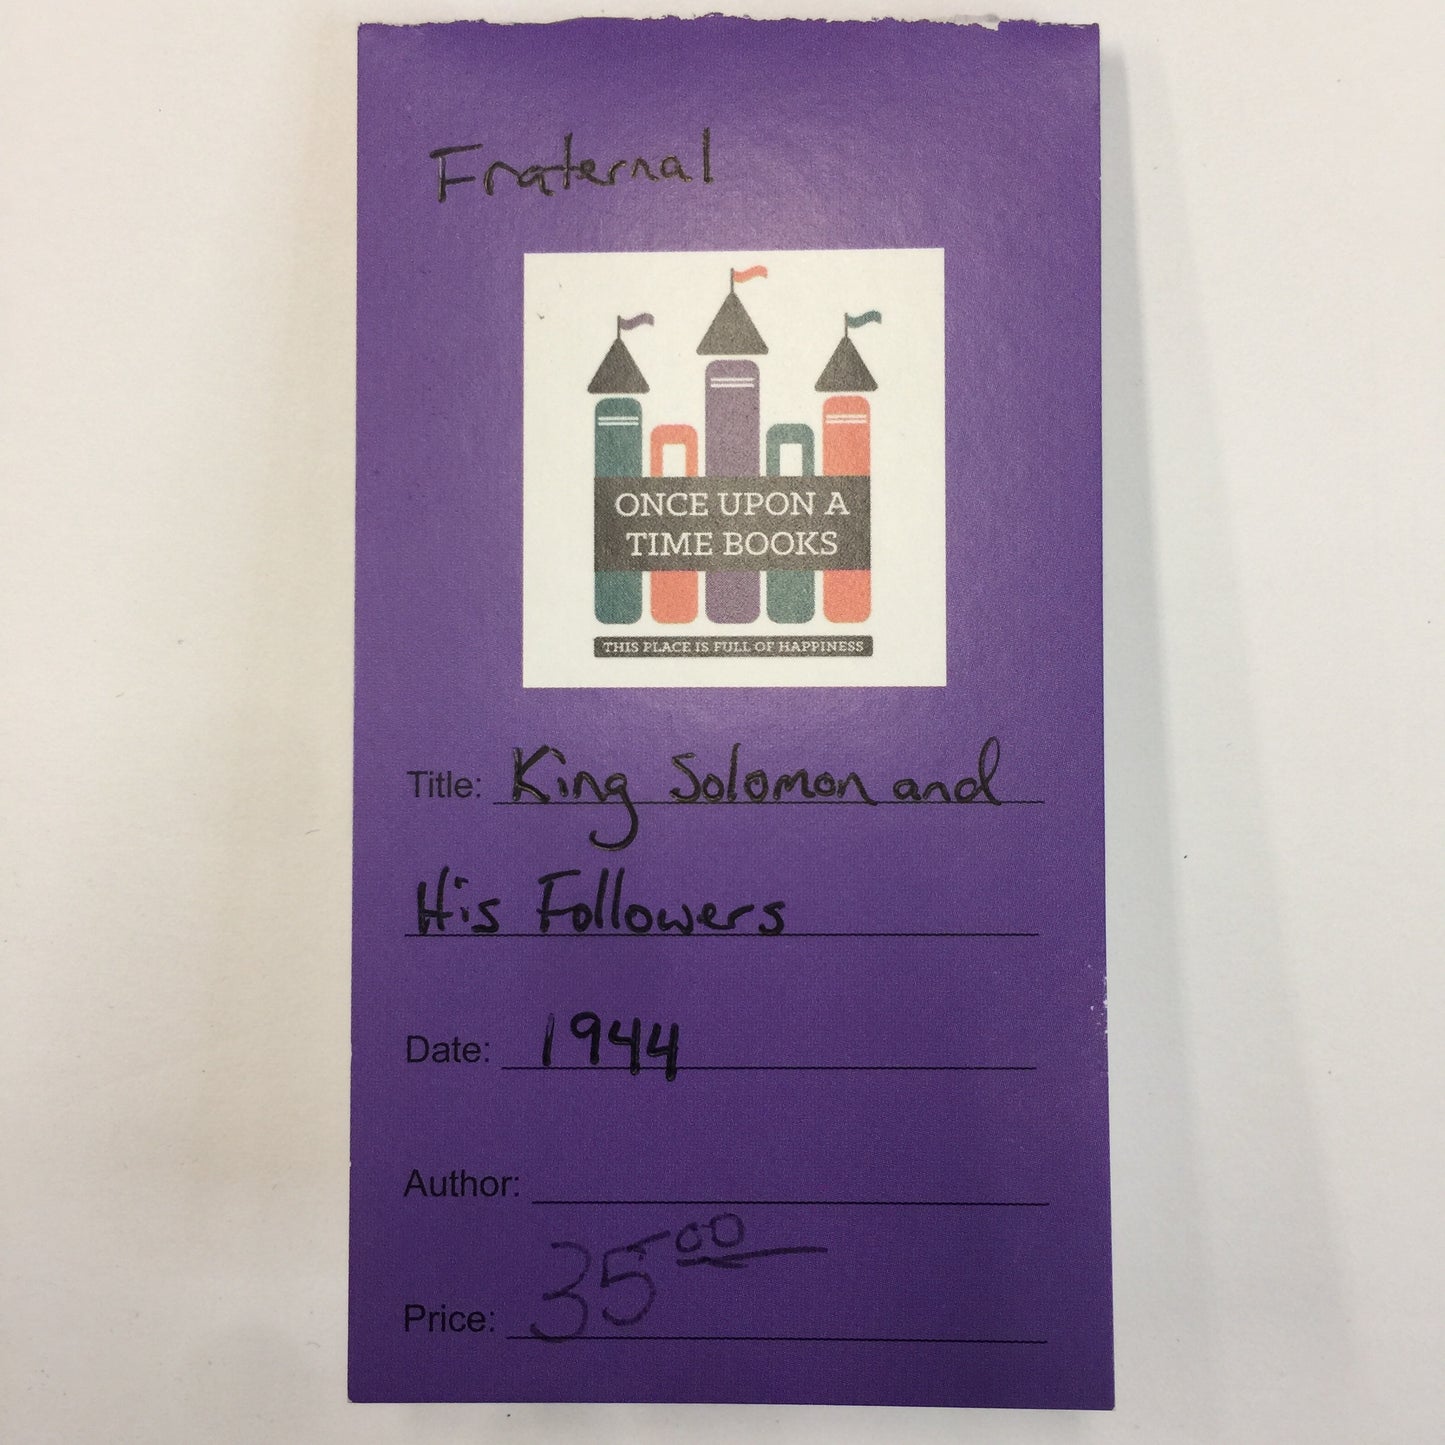 Fraternal
ONCE UPON A
TIME BOOKS
THIS PLACE IS FULL OF HAPPINESS
Title: King Solomon and
His Followers
Date: 1944
Author:
Price: 35 00